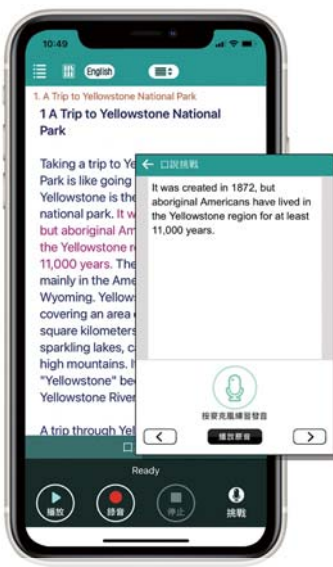 10:49
English
1. A Trip to Yellowstone National Park
1 A Trip to Yellowstone National
Park
Taking a trip to Ye
Park is like going
Yellowstone is the
national park. It w
but aboriginal Am
the Yellowstone r
11,000 years. The
mainly in the Ame
Wyoming. Yellow
covering an area
square kilometers
sparkling lakes, c
high mountains. I
"Yellowstone" be
Yellowstone River
A trip through Yel
← 口說挑戰
It was created in 1872, but
aboriginal Americans have lived in
the Yellowstone region for at least
11,000 years.
按麥克風練習發音
播放原音
口
Ready
播放
錄音
停止
挑戰